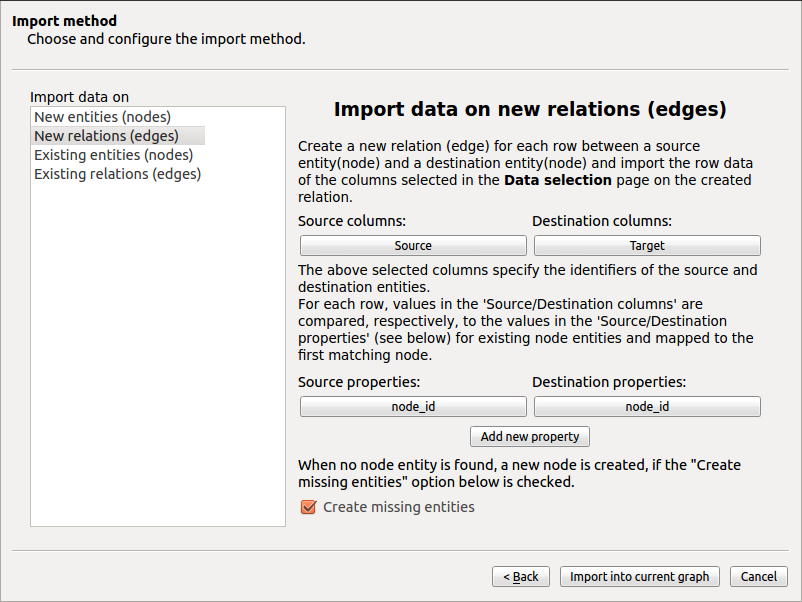 Import method
Choose and configure the import method.
Import data on
New entities (nodes)
New relations (edges)
Existing entities (nodes)
Existing relations (edges)
Import data on new relations (edges)
Create a new relation (edge) for each row between a source
entity(node) and a destination entity(node) and import the row data
of the columns selected in the Data selection page on the created
relation.
Source columns: Destination columns:
Source Target
The above selected columns specify the identifiers of the source and
destination entities.
For each row, values in the 'Source/Destination columns' are
compared, respectively, to the values in the 'Source/Destination
properties' (see below) for existing node entities and mapped to the
first matching node.
Source properties: Destination properties:
node_id node_id
Add new property
When no node entity is found, a new node is created, if the "Create
missing entities" option below is checked.
Create missing entities
< Back Import into current graph Cancel